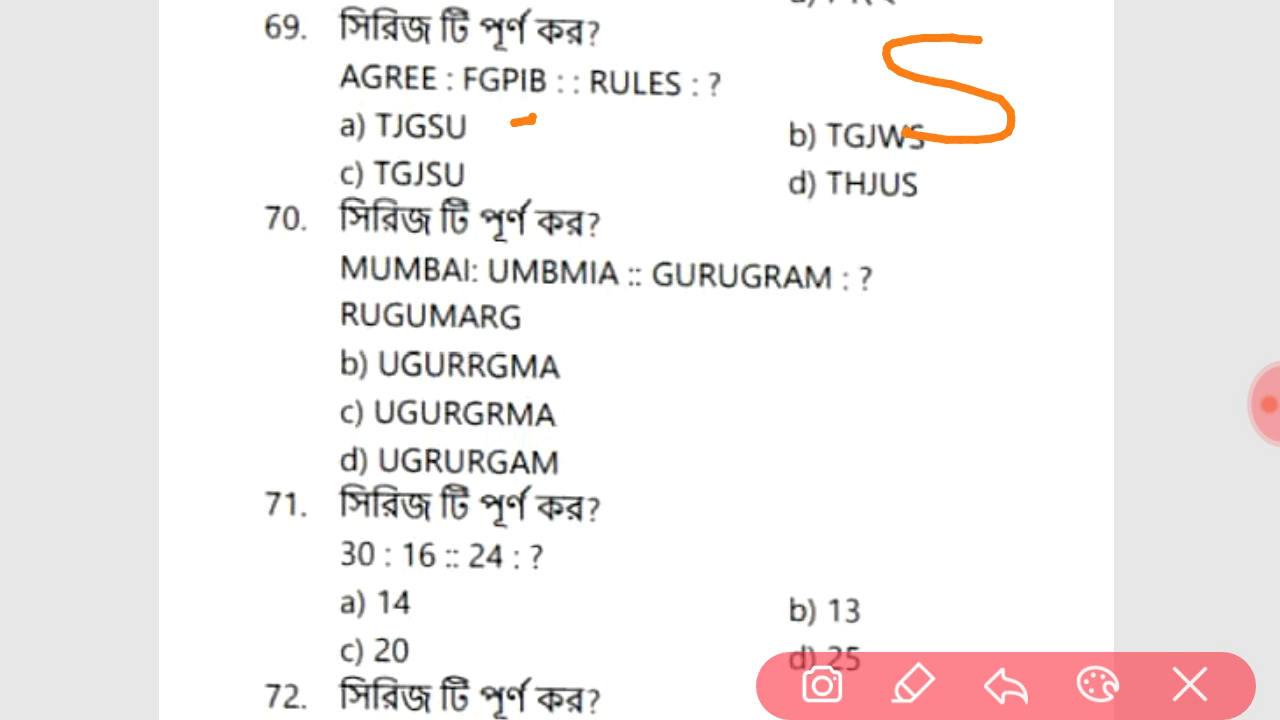 69. সিরিজ টি পূর্ণ কর?
AGREE : FGPIB : : RULES : ?
a) TJGSU
b) TGJWS
c) TGJSU
d) THJUS
70. সিরিজ টি পূর্ণ কর?
MUMBAI: UMBMIA :: GURUGRAM : ?
RUGUMARG
b) UGURRGMA
c) UGURGRMA
d) UGRURGAM
71. সিরিজ টি পূর্ণ কর?
30 : 16 :: 24 : ?
a) 14
b) 13
c) 20
d) 25
72. সিরিজ টি পূর্ণ কর?